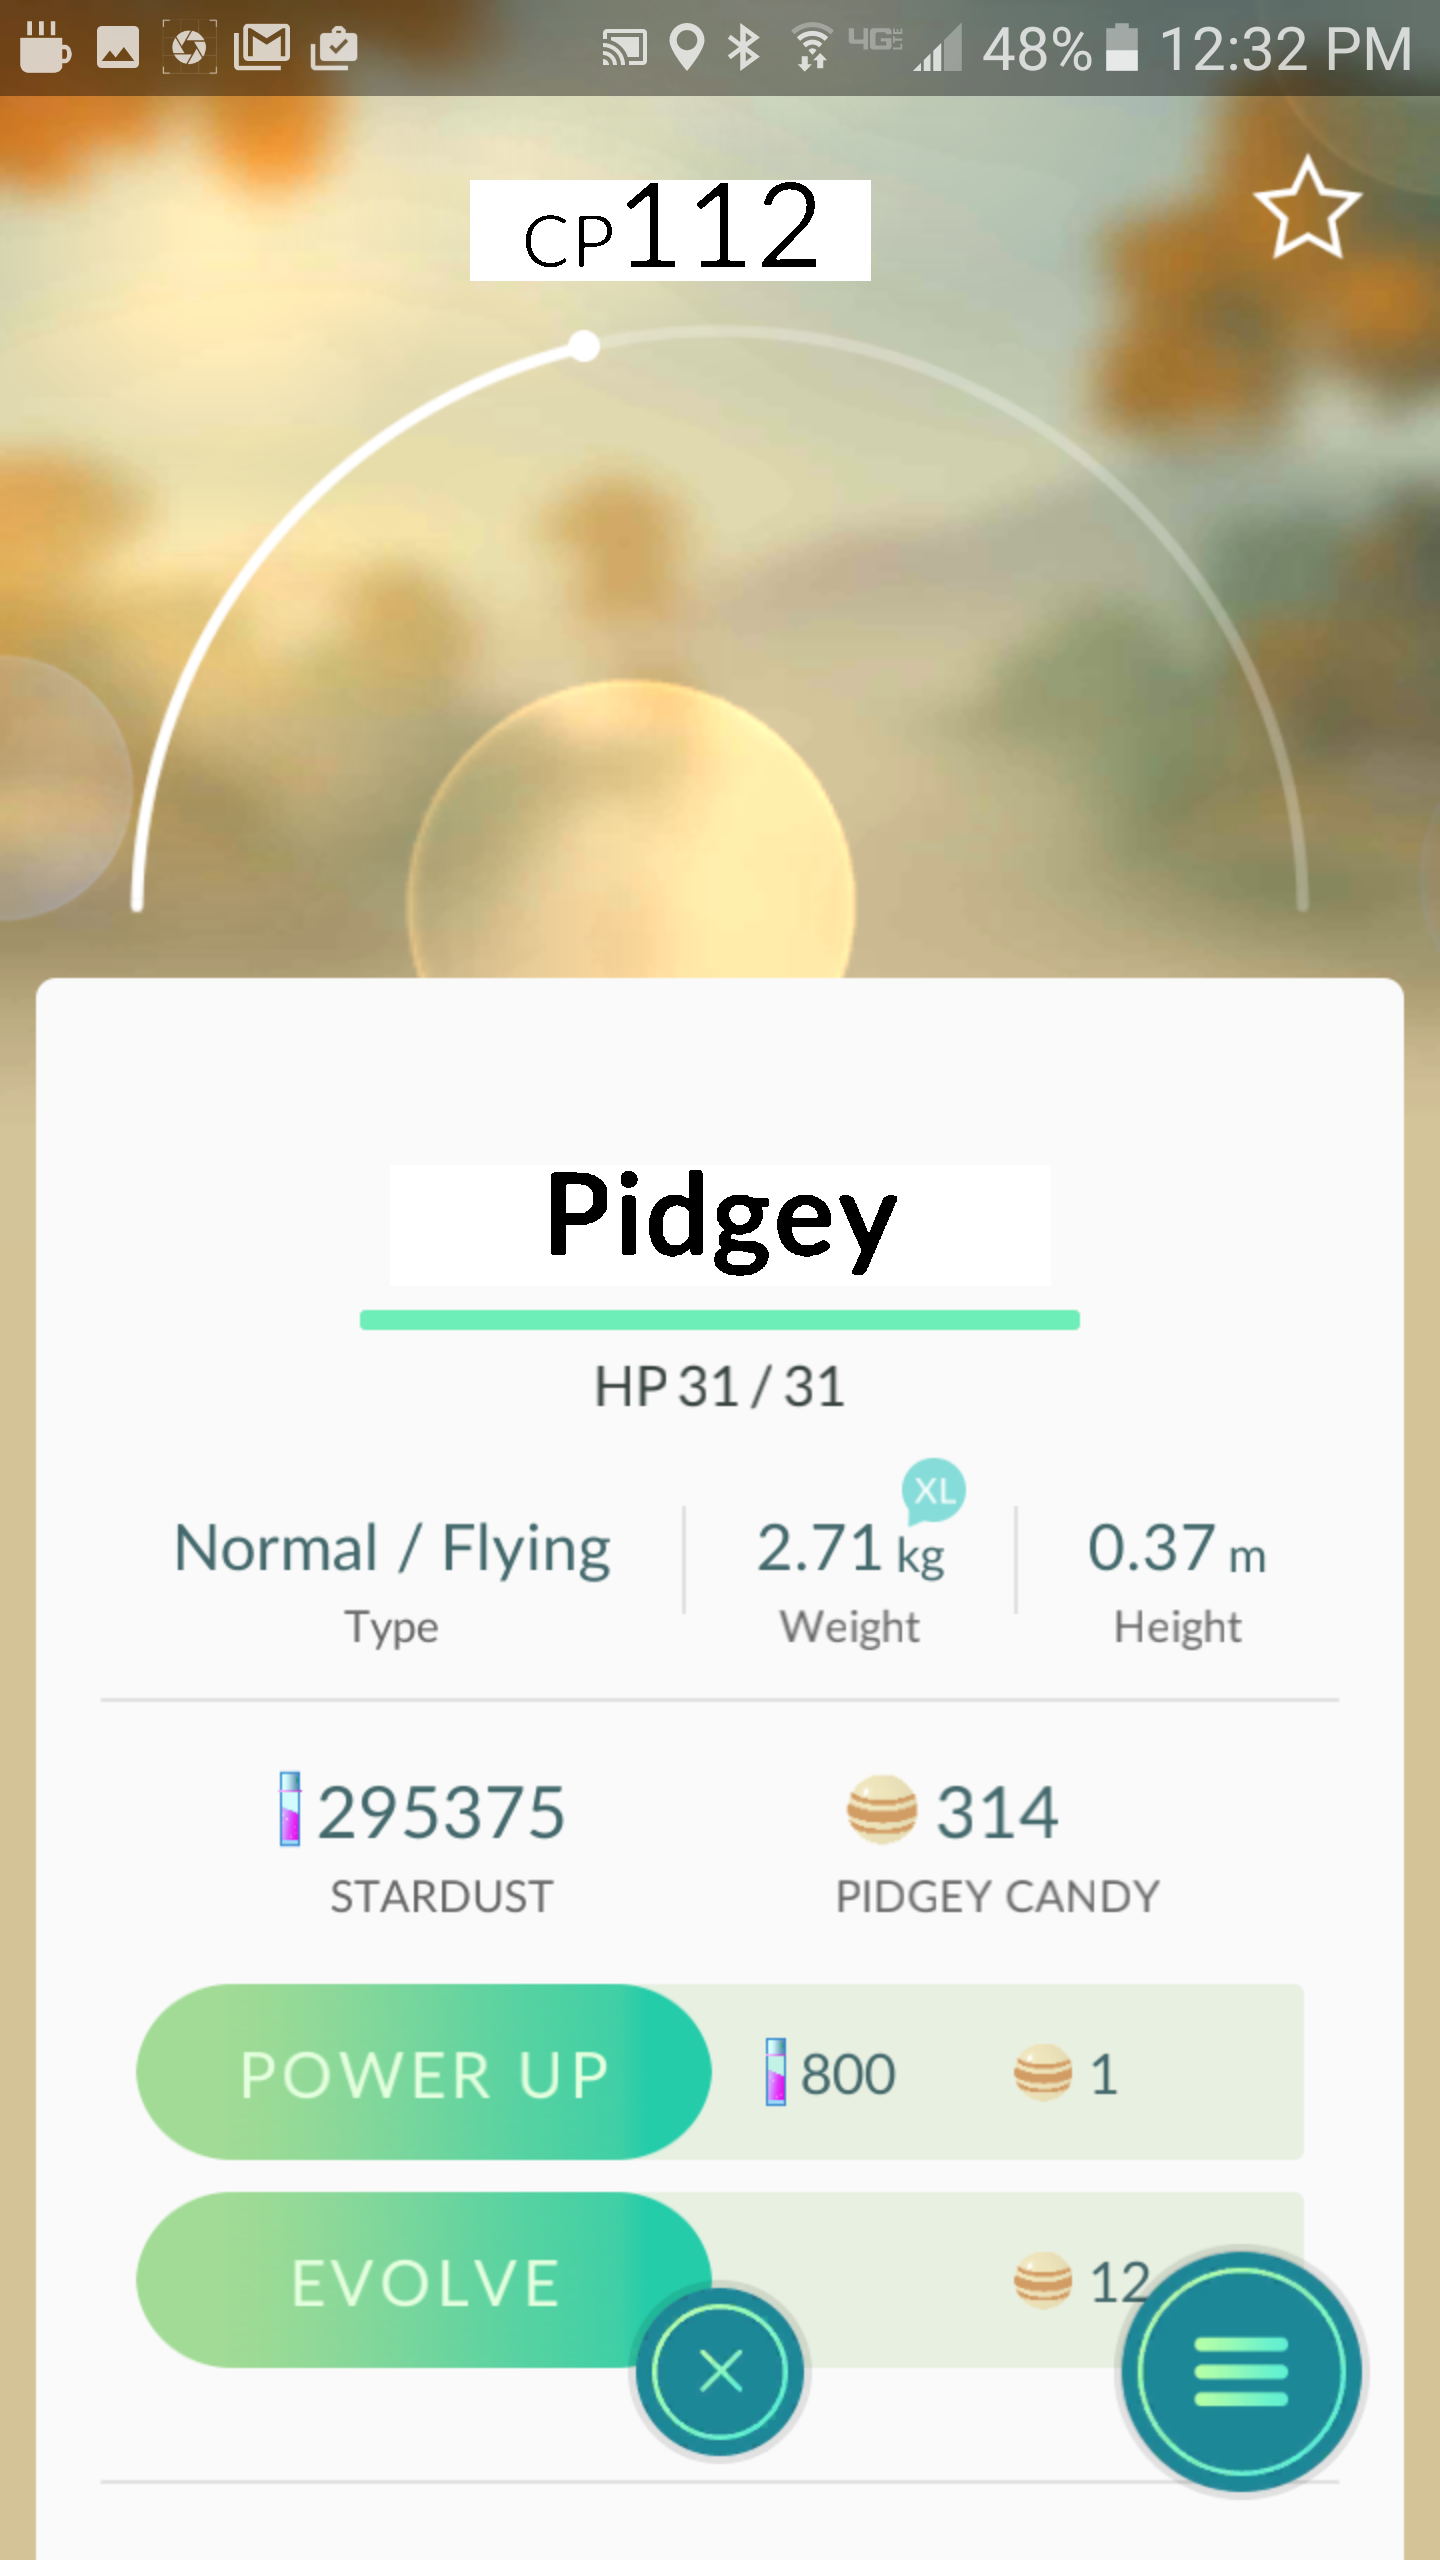 4G LTE 48% 12:32 PM
CP112
Pidgey
HP 31 / 31
XL
Normal / Flying 2.71 kg 0.37 m
Type Weight Height
295375 314
STARDUST PIDGEY CANDY
POWER UP 800 1
EVOLVE 12